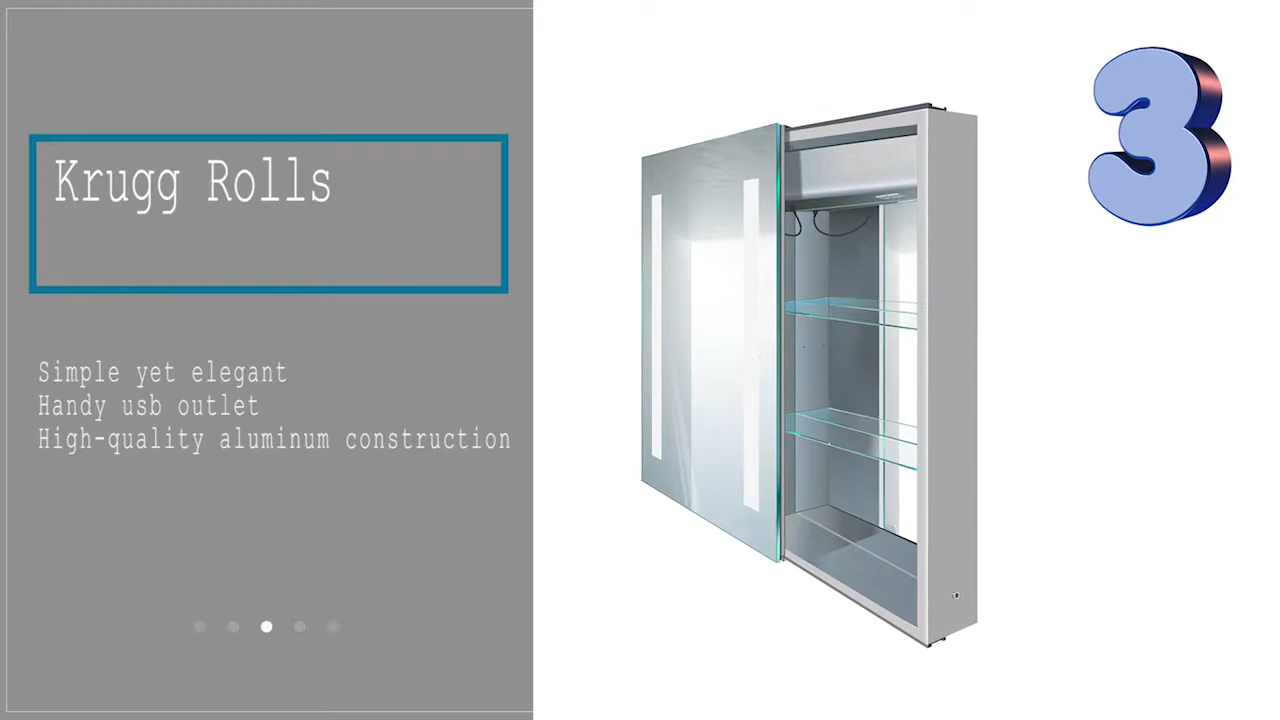 Krugg Rolls
3
Simple yet elegant
Handy usb outlet
High-quality aluminum construction